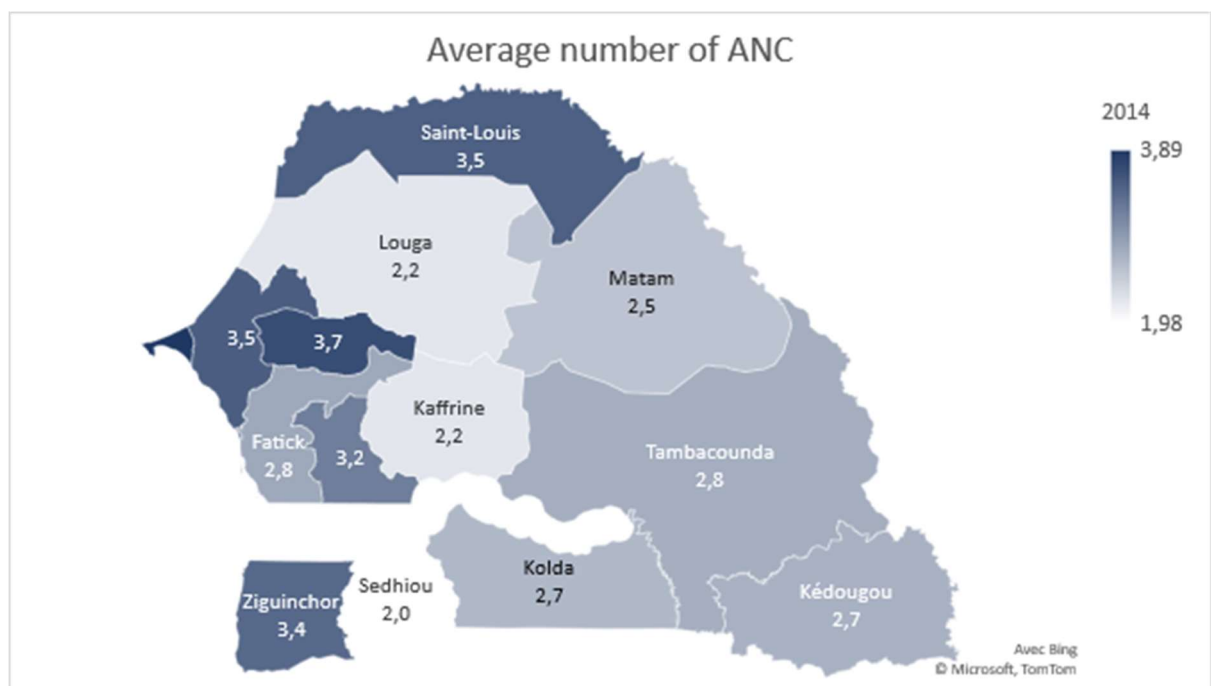 Average number of ANC
2014
3,89
1,98
Saint-Louis
3,5
Louga
2,2
Matam
2,5
3,5
3,7
Kaffrine
2,2
Fatick
2,8
3,2
Tambacounda
2,8
Kolda
2,7
Sedhiou
2,0
Ziguinchor
3,4
Kédougou
2,7
Avec Bing
© Microsoft, TomTom